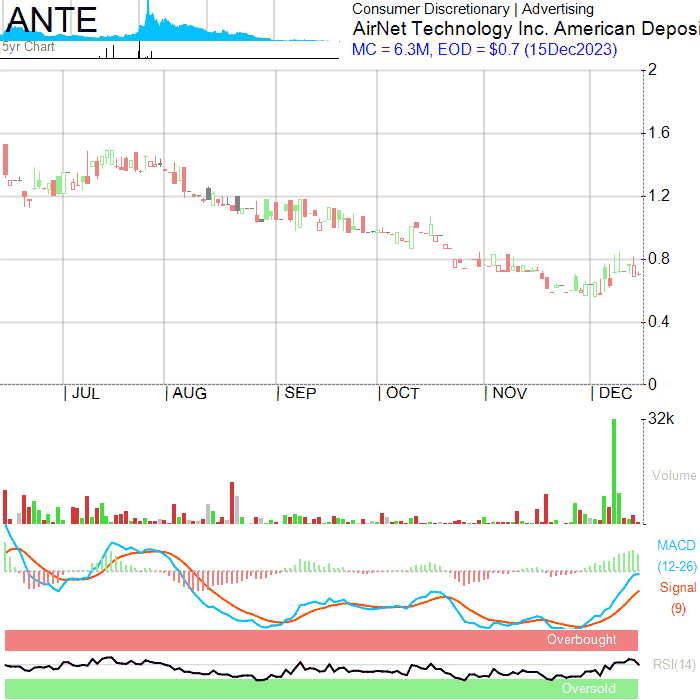 ANTE
5yr Chart
Consumer Discretionary | Advertising
AirNet Technology Inc. American Deposi
MC = 6.3M, EOD = $0.7 (15Dec2023)
2
1.6
1.2
0.8
0.4
0
JUL
AUG
SEP
OCT
NOV
DEC
32k
Volume
MACD
(12-26)
Signal
(9)
Overbought
RSI(14)
Oversold